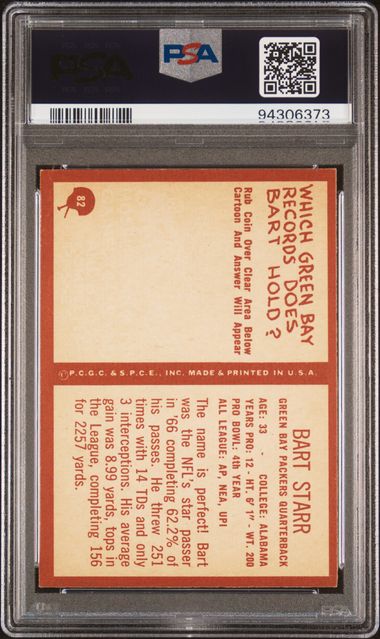 PSA
PSA
94306373
82
WHICH GREEN BAY
RECORDS DOES
BART HOLD?
Rub Coin Over Clear Area Below
Cartoon And Answer Will Appear
© P.C.G.C. & S.P.C.E., INC. MADE & PRINTED IN U.S.A.
BART STARR
GREEN BAY PACKERS QUARTERBACK
AGE: 33 - COLLEGE: ALABAMA
YEARS PRO: 12 - HT. 6' 1" - WT. 200
PRO BOWL: 4th YEAR
ALL LEAGUE: AP, NEA, UPI
The name is perfect! Bart
was the NFL's star passer
in '66 completing 62.2% of
his passes. He threw 251
times with 14 TDs and only
3 interceptions. His average
gain was 8.99 yards, tops in
the League, completing 156
for 2257 yards.